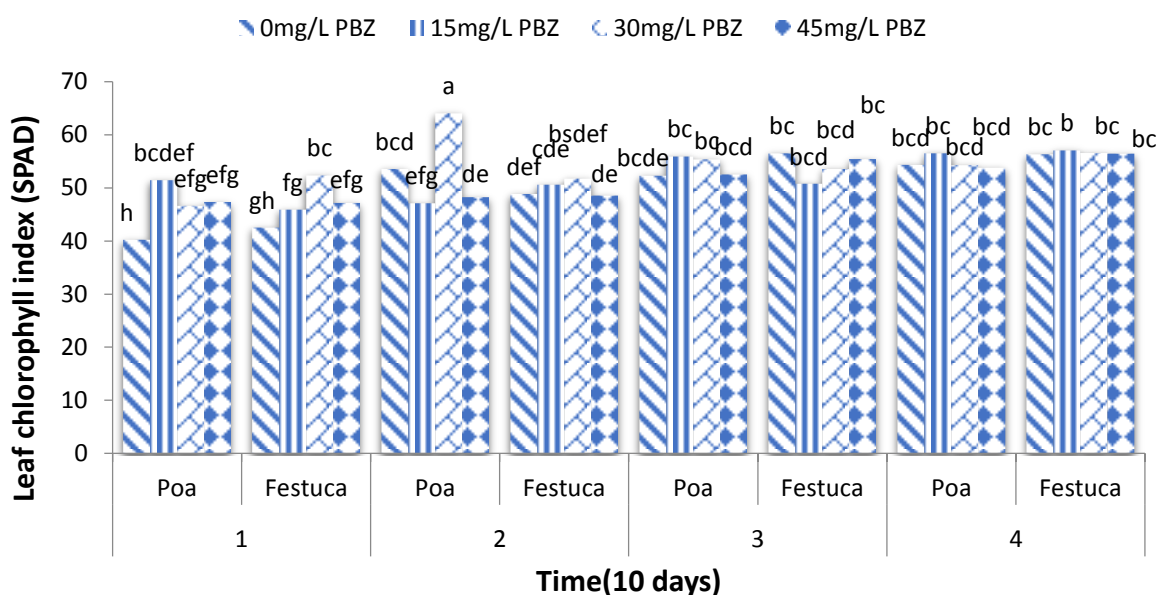 0mg/L PBZ 15mg/L PBZ 30mg/L PBZ 45mg/L PBZ
Leaf chlorophyll index (SPAD)
70
60
50
40
30
20
10
0
h bcdef efg efg
gh fg bc efg
bcd efg a de
def cde bsdef de
bcde bc bc bcd
bc bcd bcd bc
bcd bc bcd bcd
bc b bc bc
Poa Festuca Poa Festuca Poa Festuca Poa Festuca
1 2 3 4
Time(10 days)